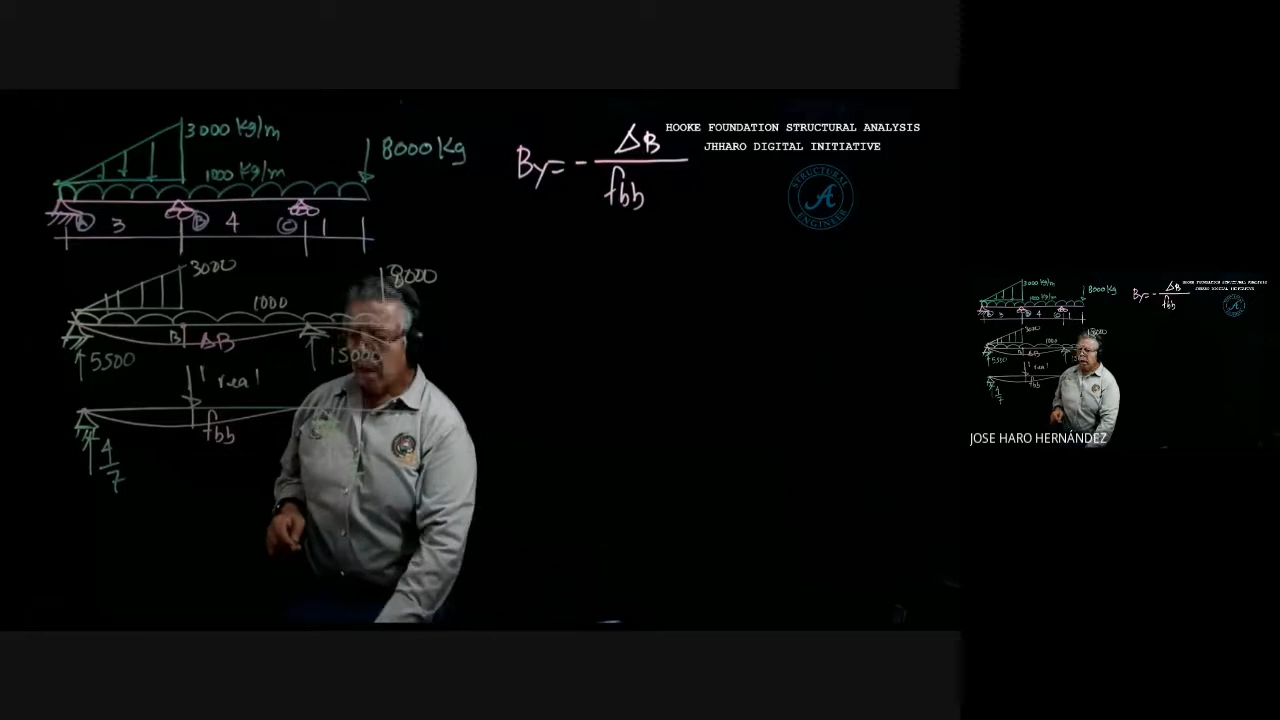 3000 Kg/m
8000 Kg
1000 Kg/m
A 3 B 4 C 1
3000
8000
1000
B ΔB
5500
15000
1 real
fbb
4
7
By = - ΔB
fbb
HOOKE FOUNDATION STRUCTURAL ANALYSIS
JHHARO DIGITAL INITIATIVE
STRUCTURAL
A
ENGINEER
JOSE HARO HERNÁNDEZ